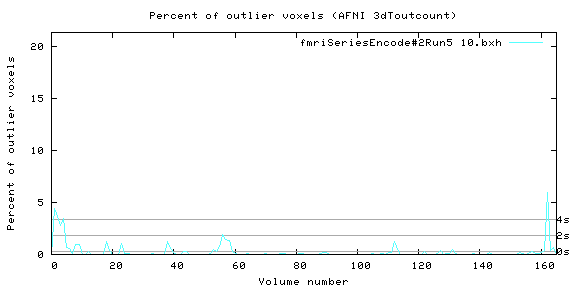 Percent of outlier voxels (AFNI 3dToutcount)
fmriSeriesEncode#2Run5 10.bxh
Percent of outlier voxels
20
15
10
5
0
4s
2s
0s
0 20 40 60 80 100 120 140 160
Volume number